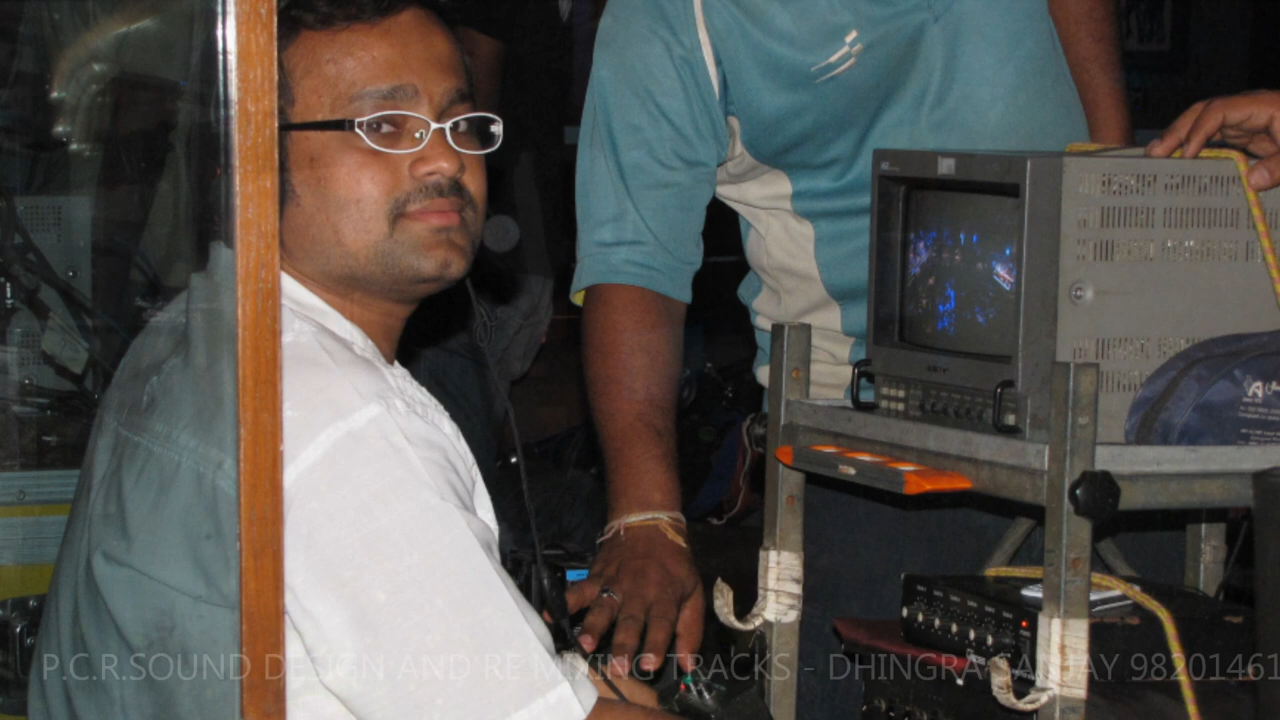 P.C.R.SOUND DESIGN AND RE MIXING TRACKS - DHINGRA SANJAY 98201461